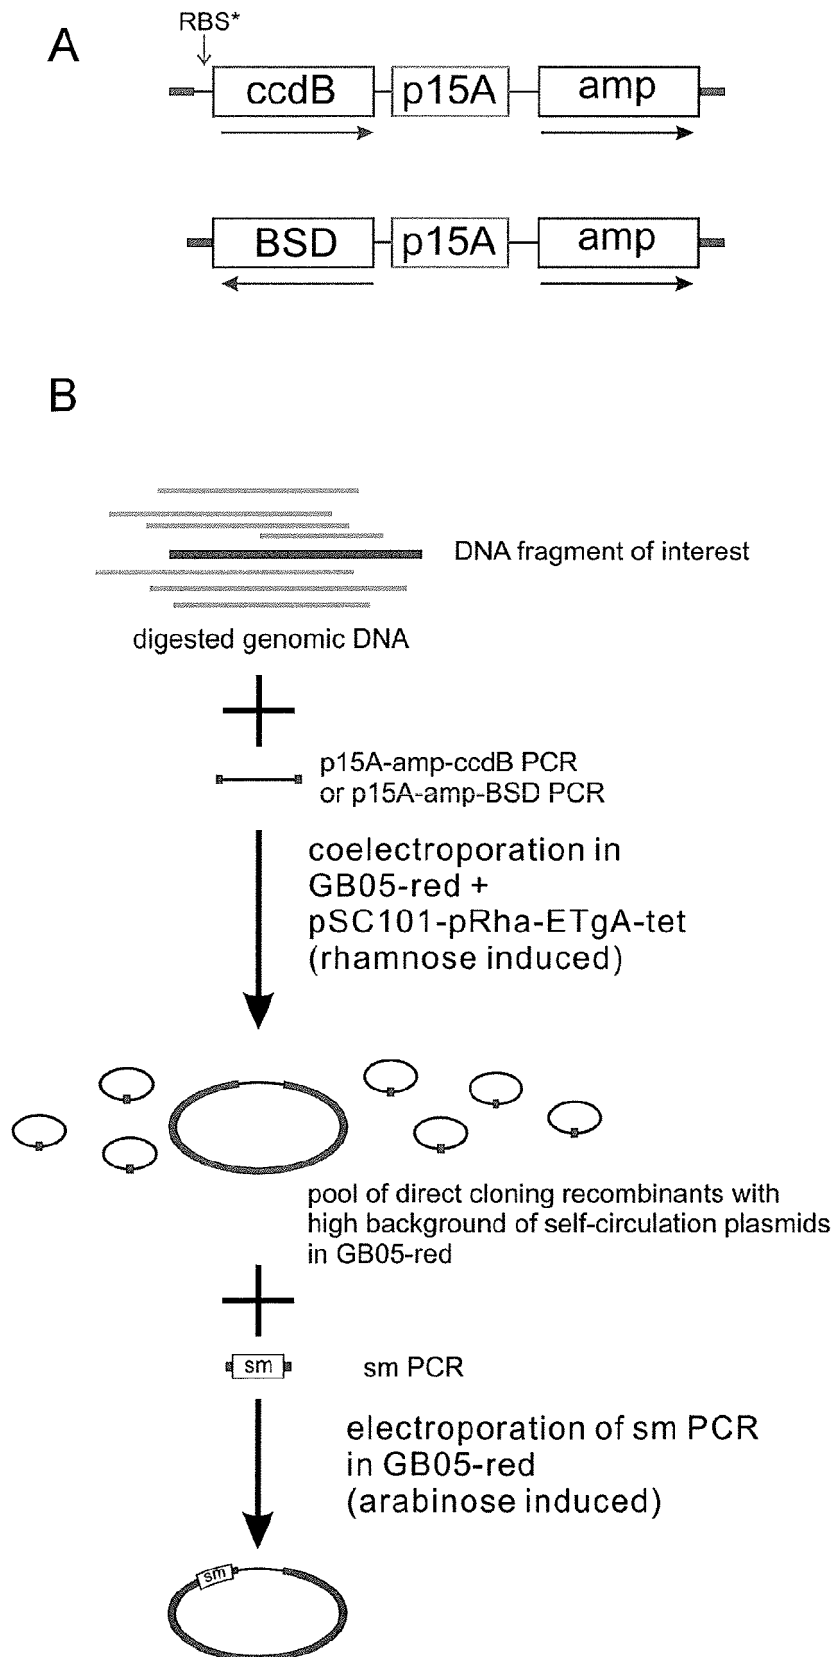 A
RBS*
ccdB p15A amp
BSD p15A amp
B
DNA fragment of interest
digested genomic DNA
p15A-amp-ccdB PCR
or p15A-amp-BSD PCR
coelectroporation in
GB05-red +
pSC101-pRha-ETgA-tet
(rhamnose induced)
pool of direct cloning recombinants with
high background of self-circulation plasmids
in GB05-red
sm sm PCR
electroporation of sm PCR
in GB05-red
(arabinose induced)
sm